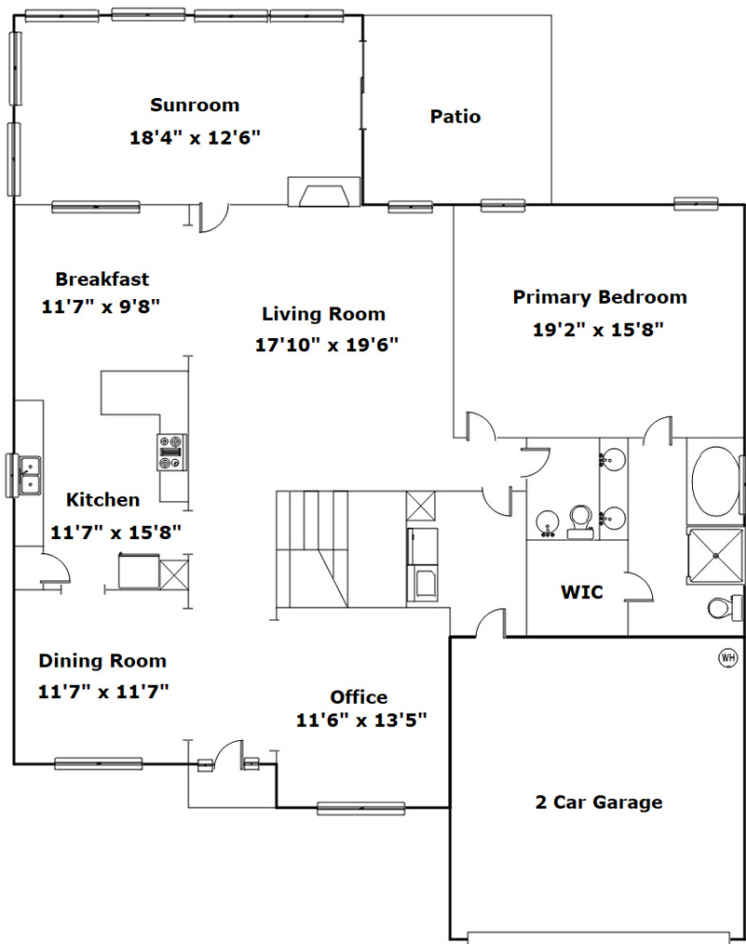 Sunroom
18'4" x 12'6"
Patio
Breakfast
11'7" x 9'8"
Living Room
17'10" x 19'6"
Primary Bedroom
19'2" x 15'8"
Kitchen
11'7" x 15'8"
WIC
Dining Room
11'7" x 11'7"
Office
11'6" x 13'5"
WH
2 Car Garage